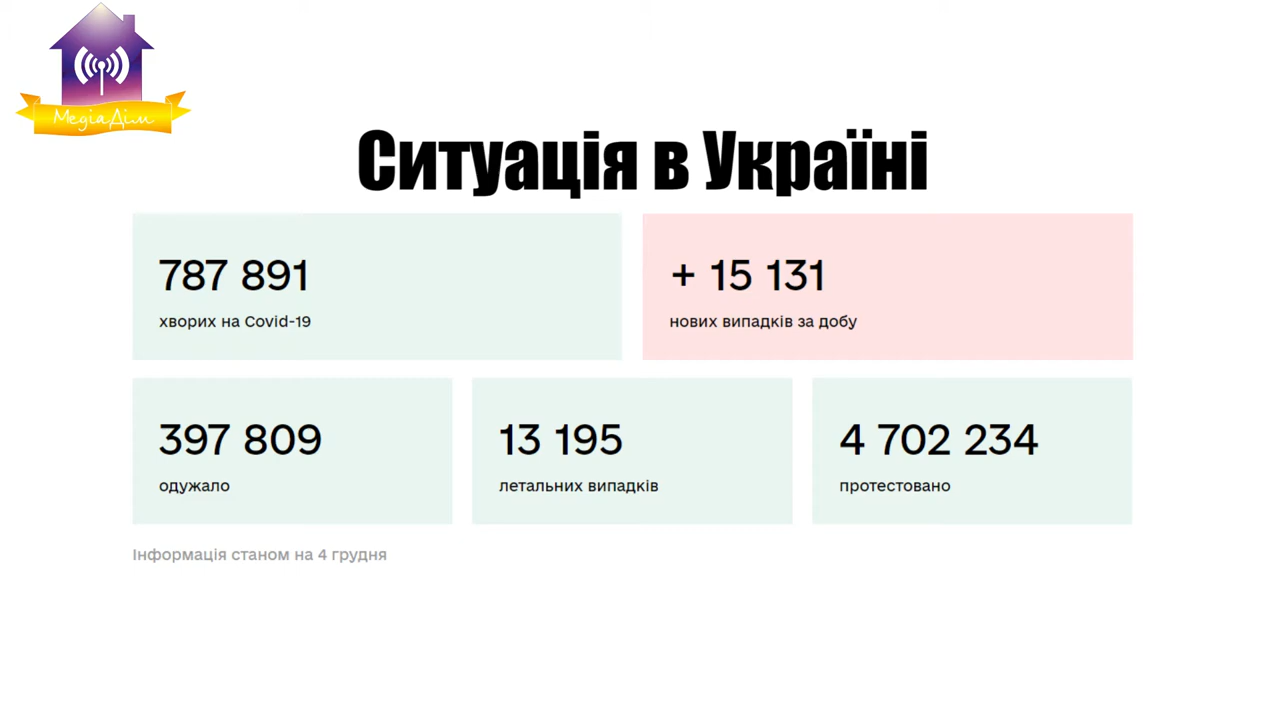 МедіаДім
Ситуація в Україні
787 891
хворих на Covid-19
+ 15 131
нових випадків за добу
397 809
одужало
13 195
летальних випадків
4 702 234
протестовано
Інформація станом на 4 грудня